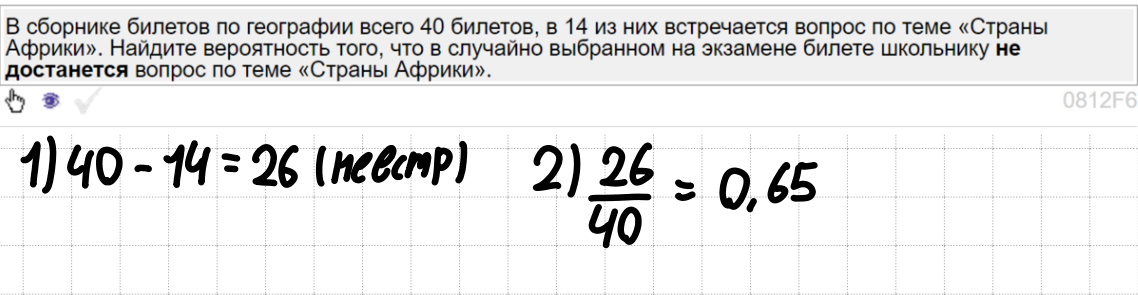 В сборнике билетов по географии всего 40 билетов, в 14 из них встречается вопрос по теме «Страны
Африки». Найдите вероятность того, что в случайно выбранном на экзамене билете школьнику не
достанется вопрос по теме «Страны Африки».
0812F6
1) 40 - 14 = 26 (невстр) 2) 26/40 = 0,65